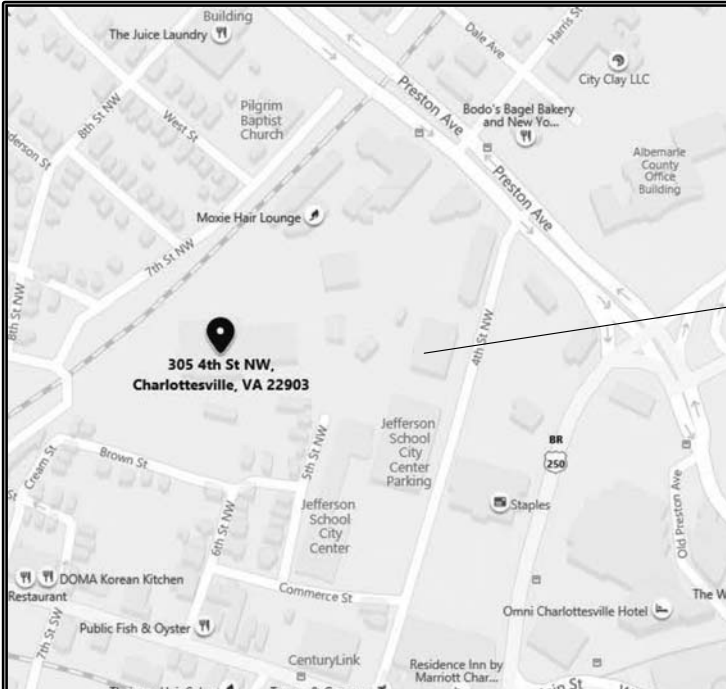 Building
The Juice Laundry
Dale Ave
Harris St
City Clay LLC
Preston Ave
Bodo's Bagel Bakery
and New Yo...
8th St NW
West St
Pilgrim
Baptist
Church
Albemarle
County
Office
Building
derson St
Preston Ave
Moxie Hair Lounge
7th St NW
8th St NW
4th St NW
305 4th St NW,
Charlottesville, VA 22903
Jefferson
School
City
Center
Parking
BR
250
5th St NW
Brown St
Cream St
St
6th St NW
Jefferson
School
City
Center
Staples
Old Preston Ave
DOMA Korean Kitchen
Restaurant
Commerce St
Omni Charlottesville Hotel
The W
7th St SW
Public Fish & Oyster
CenturyLink
Residence Inn by
Marriott Char...
in St